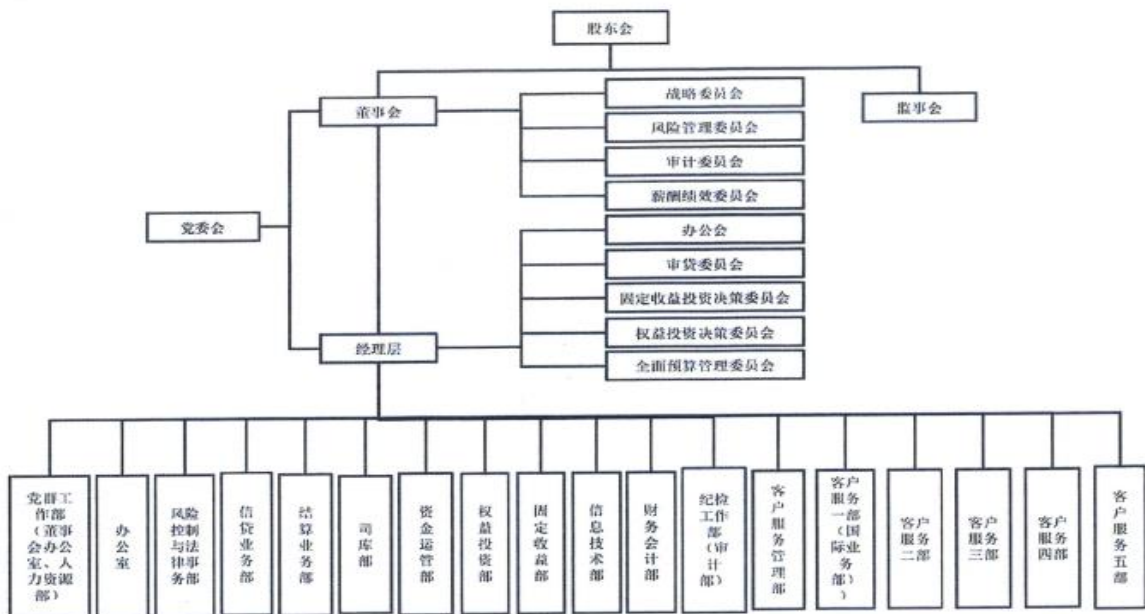 股东会
董事会
战略委员会
监事会
风险管理委员会
审计委员会
薪酬绩效委员会
党委会
办公会
审贷委员会
固定收益投资决策委员会
权益投资决策委员会
经理层
全面预算管理委员会
党群工
作部
（董事
会办公
室、人
力资源
部）
办公室
风险
控制
与法
律事
务部
信贷业务部
结算业务部
司库部
资金运管部
权益投资部
固定收益部
信息技术部
财务会计部
纪检
工作
部（审
计部）
客户服务管理部
客户
服务
一部
（国
际业
务部）
客户
服务
二部
客户
服务
三部
客户
服务
四部
客户服务五部